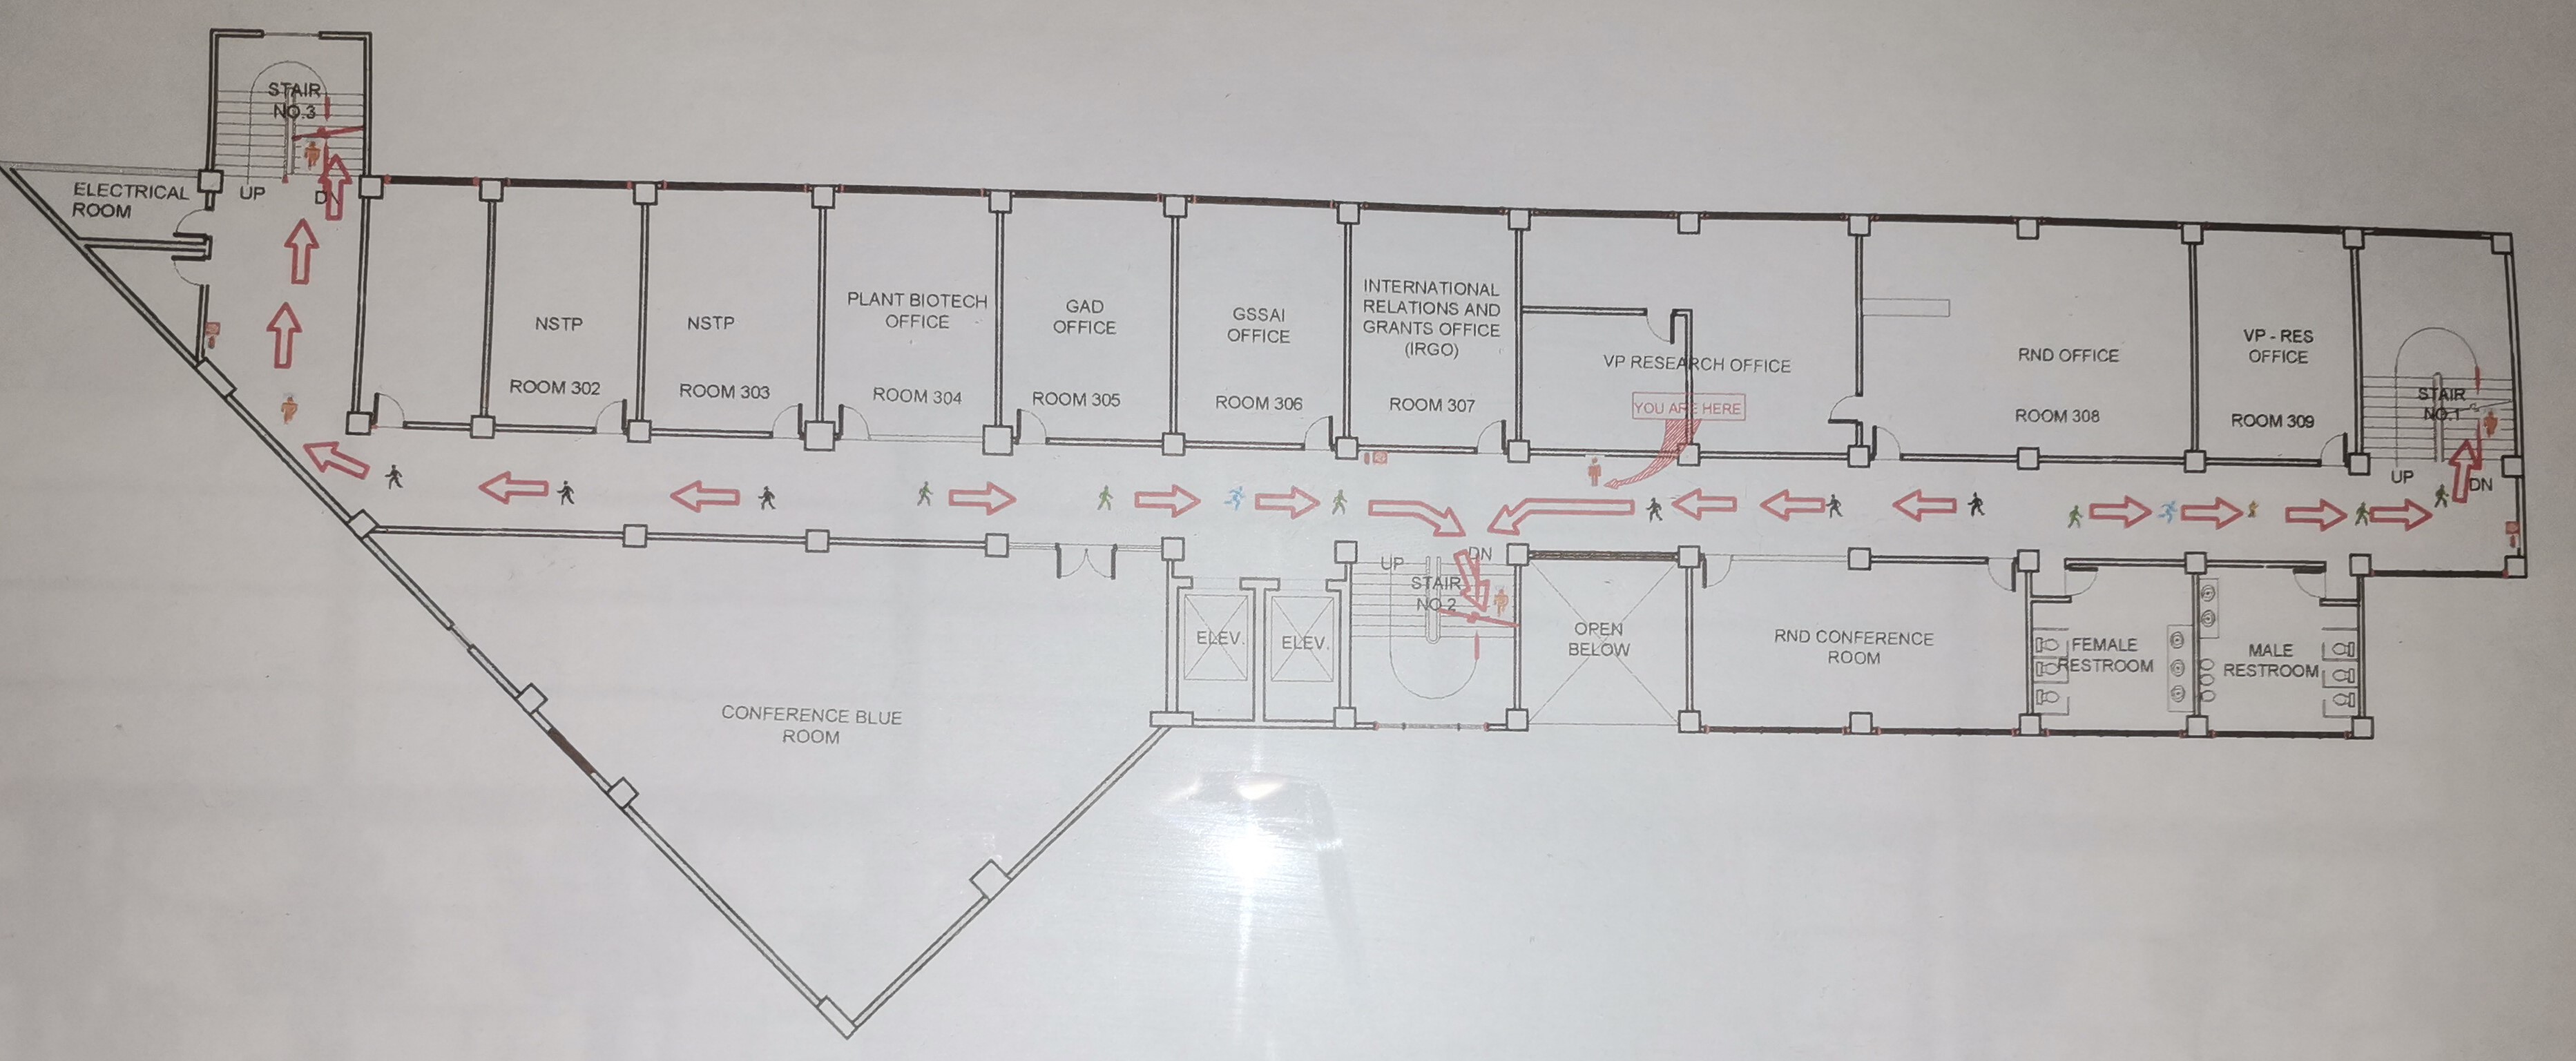 STAIR
NO.3
ELECTRICAL
ROOM
UP
DN
NSTP
ROOM 302
NSTP
ROOM 303
PLANT BIOTECH
OFFICE
ROOM 304
GAD
OFFICE
ROOM 305
GSSAI
OFFICE
ROOM 306
INTERNATIONAL
RELATIONS AND
GRANTS OFFICE
(IRGO)
ROOM 307
VP RESEARCH OFFICE
YOU ARE HERE
RND OFFICE
ROOM 308
VP - RES
OFFICE
ROOM 309
STAIR
NO.1
UP
DN
CONFERENCE BLUE
ROOM
ELEV.
ELEV.
UP
DN
STAIR
NO.2
OPEN
BELOW
RND CONFERENCE
ROOM
FEMALE
RESTROOM
MALE
RESTROOM